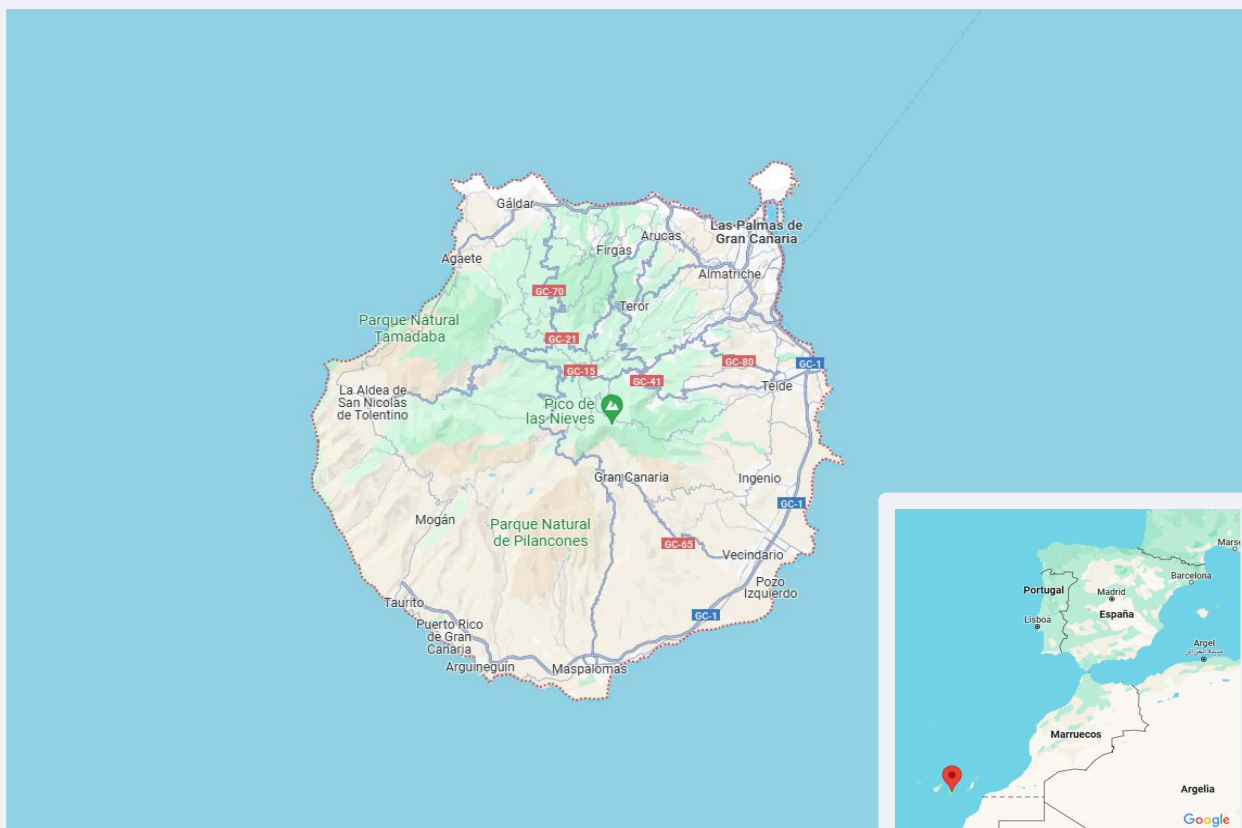 Gáldar
Las Palmas de
Gran Canaria
Arucas
Firgas
Agaete
Almatriche
GC-70
Teror
Parque Natural
Tamadaba
GC-21
GC-15
GC-80
GC-1
GC-41
Telde
La Aldea de
San Nicolás
de Tolentino
Pico de
las Nieves
Gran Canaria
Ingenio
GC-1
Mogán
Parque Natural
de Pilancones
GC-65
Vecindario
Pozo
Izquierdo
Taurito
GC-1
Puerto Rico
de Gran
Canaria
Arguineguín
Maspalomas
Marse
Barcelona
Portugal
Madrid
España
Lisboa
Argel
مدينة الجزائر
Marruecos
Argelia
Google